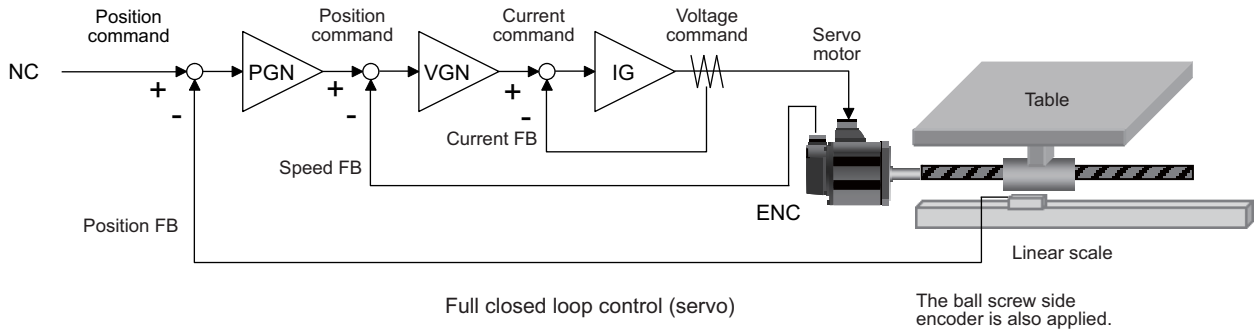 Position
command
Position
command
Current
command
Voltage
command
Servo
motor
NC
PGN
VGN
IG
Table
+
-
+
-
+
-
Current FB
Speed FB
ENC
Position FB
Linear scale
Full closed loop control (servo)
The ball screw side
encoder is also applied.